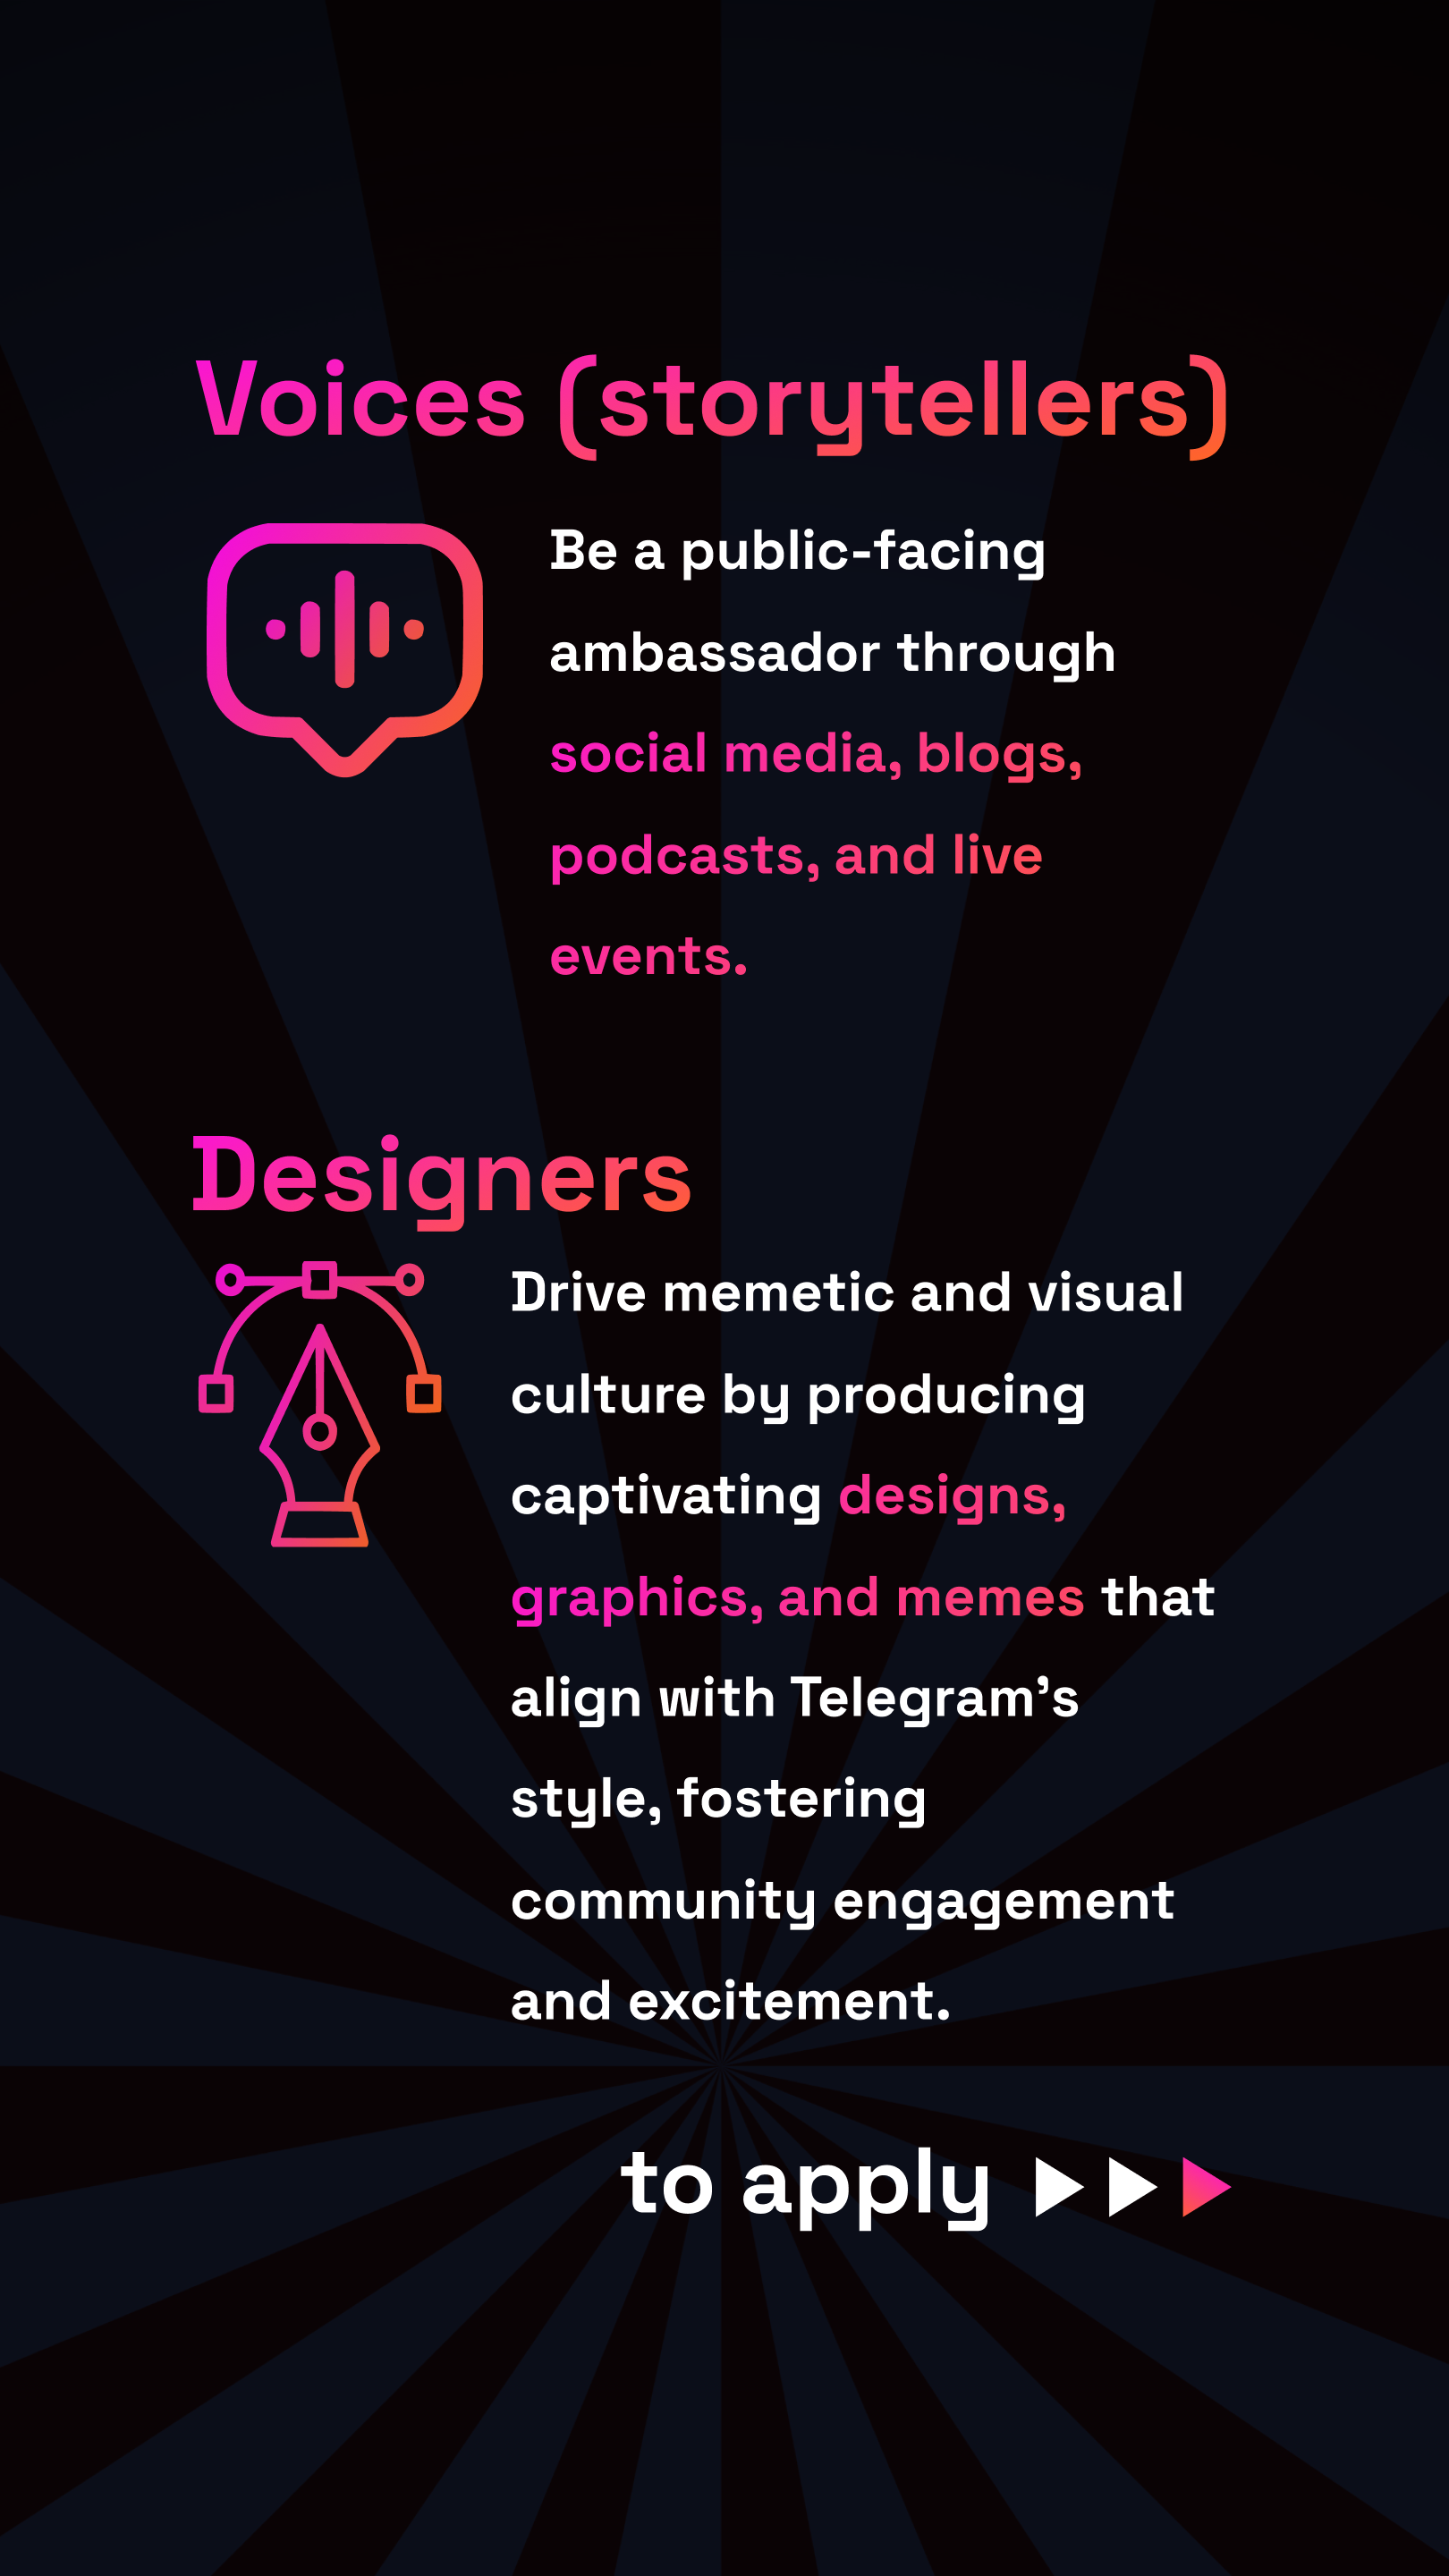 Voices (storytellers)
Be a public-facing
ambassador through
social media, blogs,
podcasts, and live
events.
Designers
Drive memetic and visual
culture by producing
captivating designs,
graphics, and memes that
align with Telegram’s
style, fostering
community engagement
and excitement.
to apply